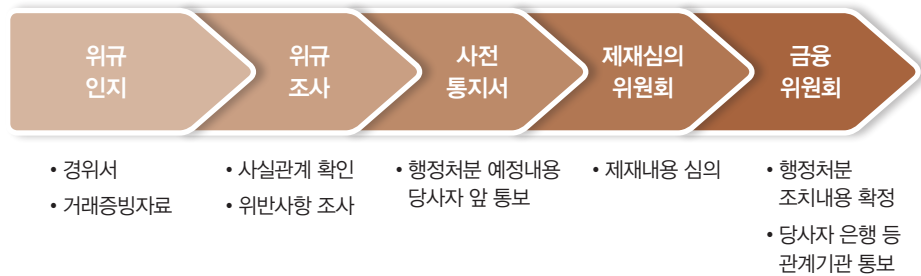 위규
인지
위규
조사
사전
통지서
제재심의
위원회
금융
위원회
• 경위서
• 거래증빙자료
• 사실관계 확인
• 위반사항 조사
• 행정처분 예정내용
당사자 앞 통보
• 제재내용 심의
• 행정처분
조치내용 확정
• 당사자 은행 등
관계기관 통보